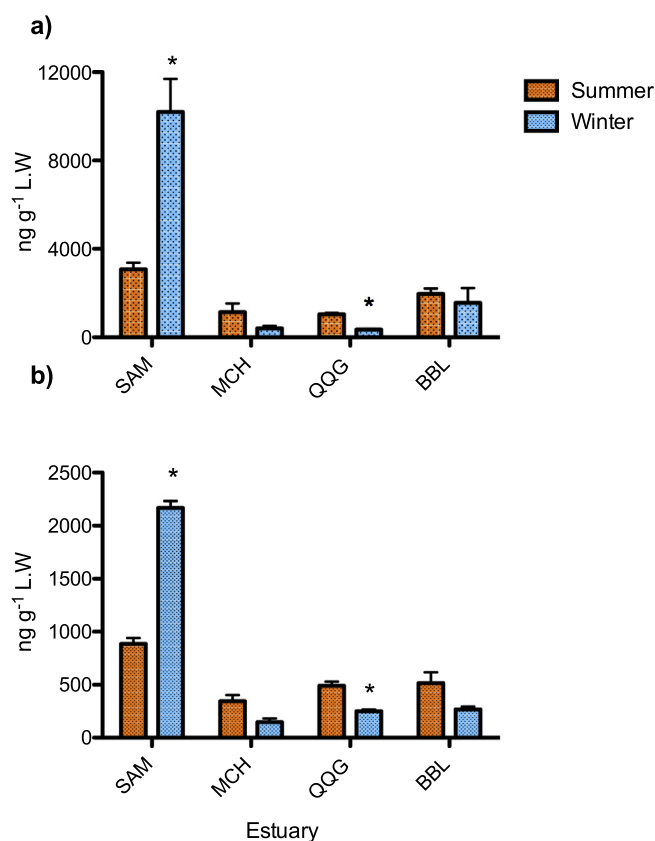 a)
*
12000
8000
4000
0
ng g⁻¹ L.W
*
Summer
Winter
SAM
MCH
QQG
BBL
b)
*
2500
2000
1500
1000
500
0
ng g⁻¹ L.W
*
SAM
MCH
QQG
BBL
Estuary